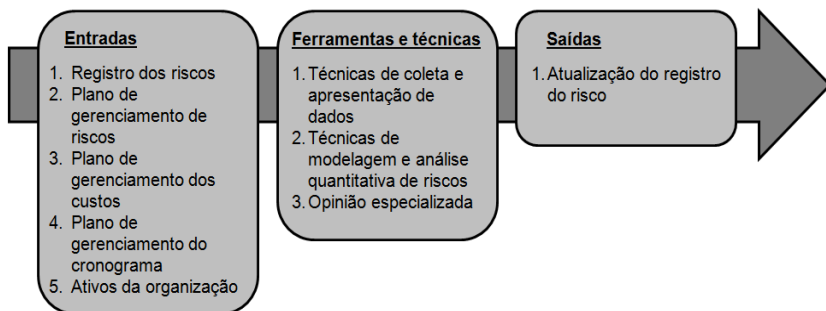 Entradas
1. Registro dos riscos
2. Plano de
gerenciamento de
riscos
3. Plano de
gerenciamento dos
custos
4. Plano de
gerenciamento do
cronograma
5. Ativos da organização
Ferramentas e técnicas
1. Técnicas de coleta e
apresentação de
dados
2. Técnicas de
modelagem e análise
quantitativa de riscos
3. Opinião especializada
Saídas
1. Atualização do registro
do risco